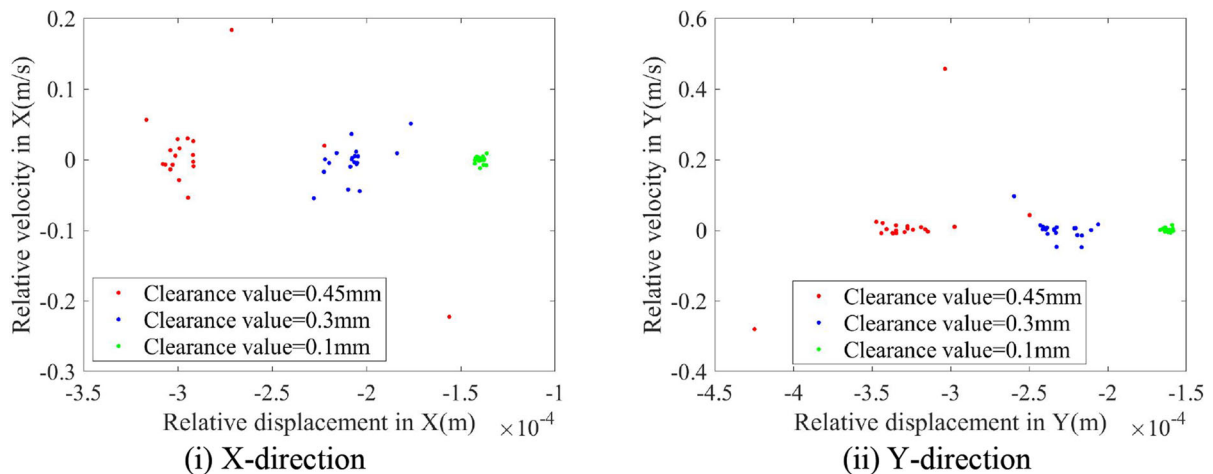 0.2
0.1
0
-0.1
-0.2
-0.3
Relative velocity in X(m/s)
Clearance value=0.45mm
Clearance value=0.3mm
Clearance value=0.1mm
-3.5
-3
-2.5
-2
-1.5
-1
Relative displacement in X(m)
×10⁻⁴
(i) X-direction
0.6
0.4
0.2
0
-0.2
-0.4
Relative velocity in Y(m/s)
Clearance value=0.45mm
Clearance value=0.3mm
Clearance value=0.1mm
-4.5
-4
-3.5
-3
-2.5
-2
-1.5
Relative displacement in Y(m)
×10⁻⁴
(ii) Y-direction